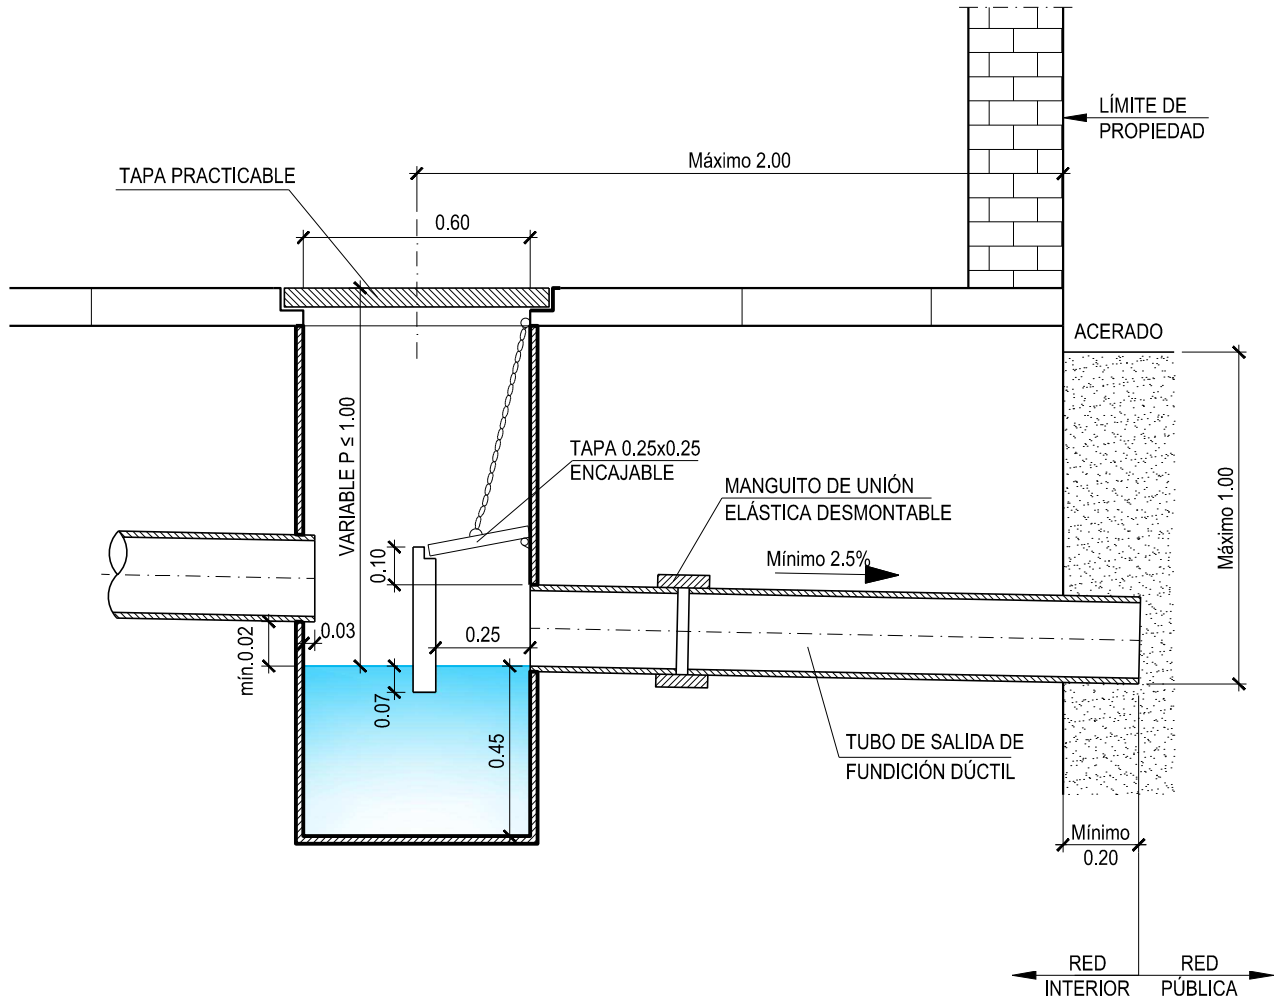 LÍMITE DE
PROPIEDAD
Máximo 2.00
TAPA PRACTICABLE
0.60
ACERADO
VARIABLE P ≤ 1.00
TAPA 0.25x0.25
ENCAJABLE
MANGUITO DE UNIÓN
ELÁSTICA DESMONTABLE
Máximo 1.00
0.10
Mínimo 2.5%
mín.0.02
0.03
0.25
0.07
0.45
TUBO DE SALIDA DE
FUNDICIÓN DÚCTIL
Mínimo
0.20
RED
INTERIOR
RED
PÚBLICA